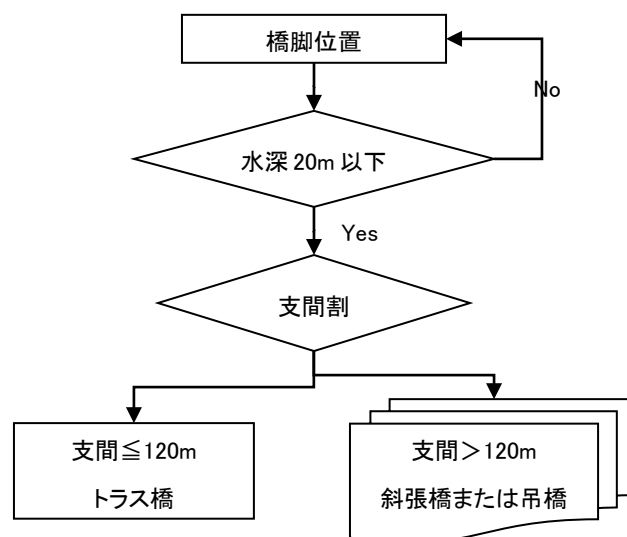 橋脚位置
No
水深 20m 以下
Yes
支間割
支間≦120m
トラス橋
支間＞120m
斜張橋または吊橋